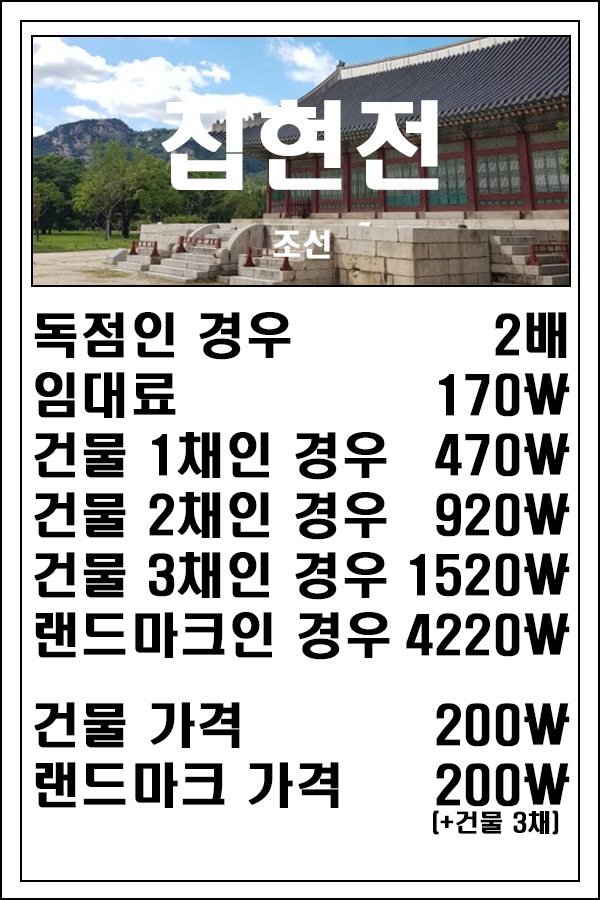 집현전
조선
독점인 경우 2배
임대료 170₩
건물 1채인 경우 470₩
건물 2채인 경우 920₩
건물 3채인 경우 1520₩
랜드마크인 경우 4220₩
건물 가격 200₩
랜드마크 가격 200₩
(+건물 3채)